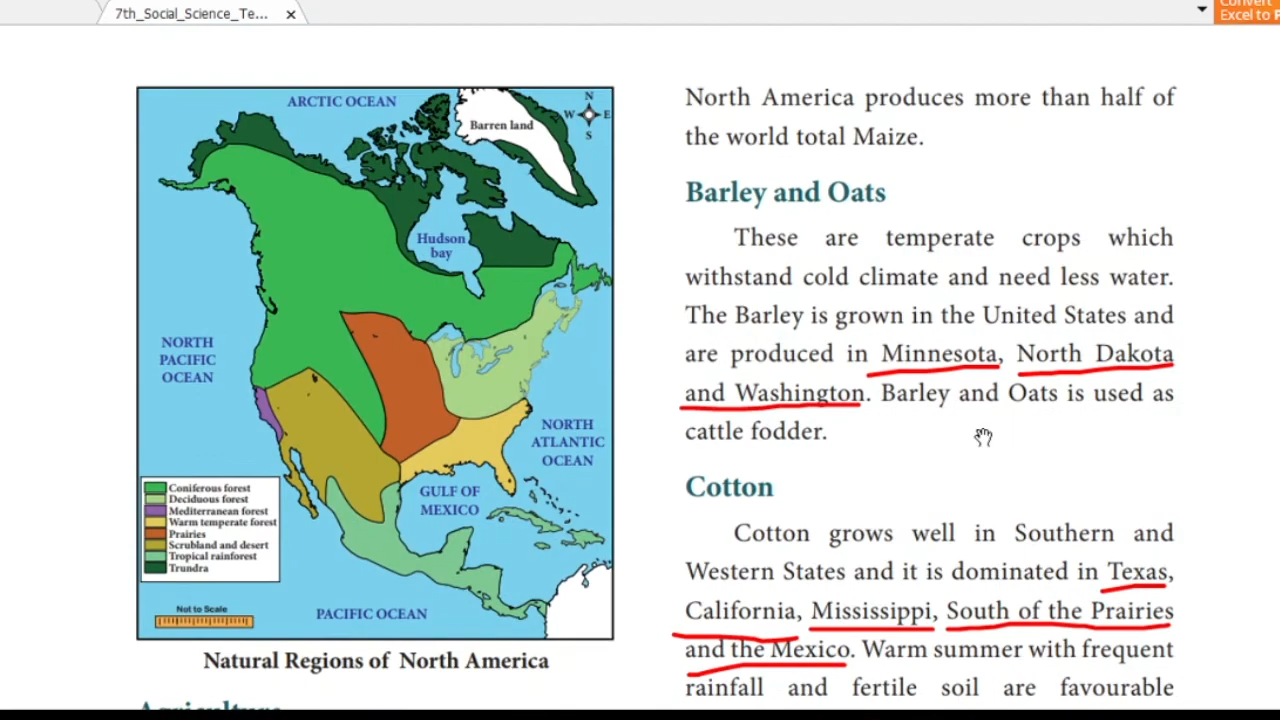 7th_Social_Science_Te...
Convert
Excel to
ARCTIC OCEAN
N
W E
S
Barren land
Hudson
bay
NORTH
PACIFIC
OCEAN
NORTH
ATLANTIC
OCEAN
GULF OF
MEXICO
Coniferous forest
Deciduous forest
Mediterranean forest
Warm temperate forest
Prairies
Scrubland and desert
Tropical rainforest
Trundra
Not to Scale
PACIFIC OCEAN
Natural Regions of North America
Agriculture
North America produces more than half of
the world total Maize.
Barley and Oats
These are temperate crops which
withstand cold climate and need less water.
The Barley is grown in the United States and
are produced in Minnesota, North Dakota
and Washington. Barley and Oats is used as
cattle fodder.
Cotton
Cotton grows well in Southern and
Western States and it is dominated in Texas,
California, Mississippi, South of the Prairies
and the Mexico. Warm summer with frequent
rainfall and fertile soil are favourable